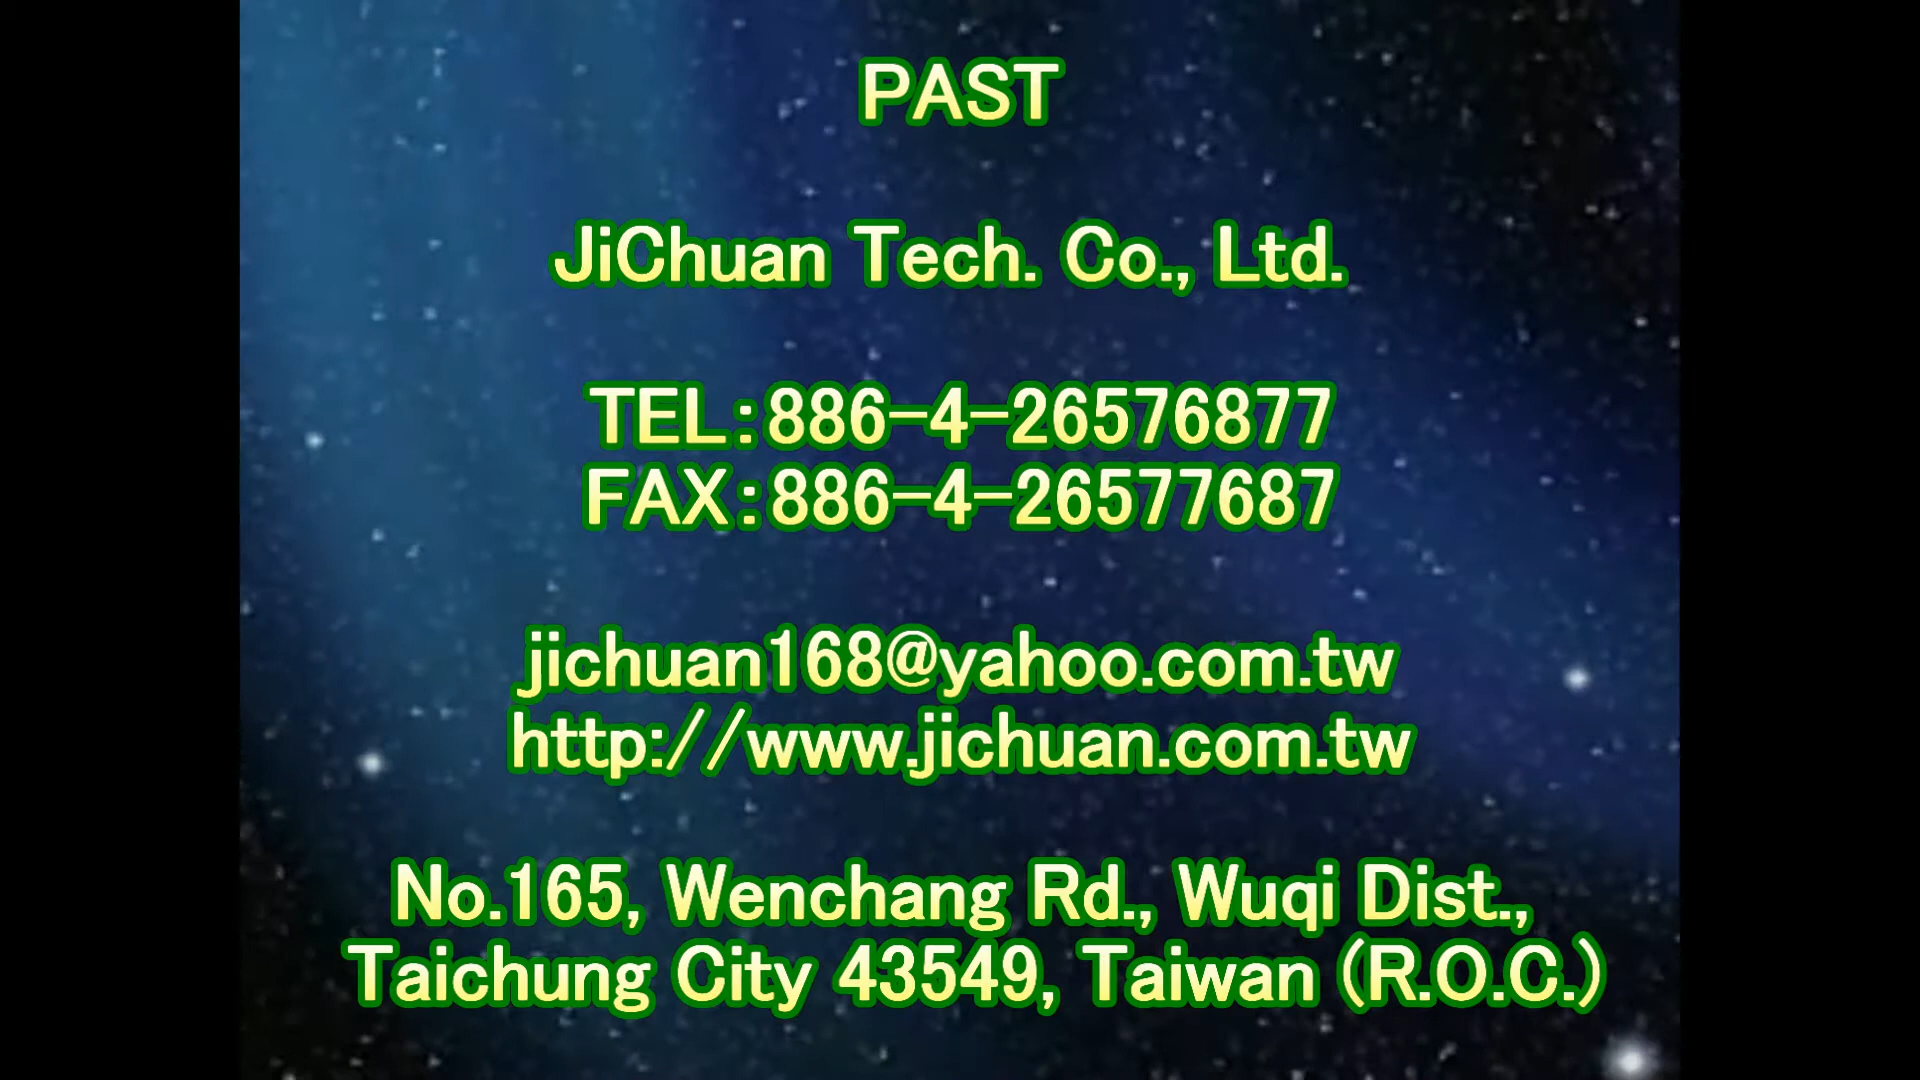 PAST
JiChuan Tech. Co., Ltd.
TEL:886-4-26576877
FAX:886-4-26577687
jichuan168@yahoo.com.tw
http://www.jichuan.com.tw
No.165, Wenchang Rd., Wuqi Dist.,
Taichung City 43549, Taiwan (R.O.C.)